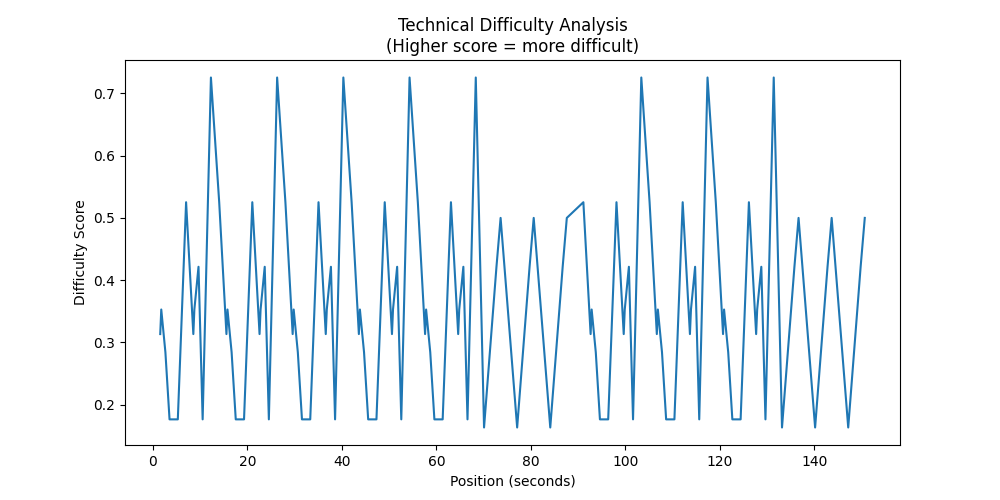 Technical Difficulty Analysis
(Higher score = more difficult)
Difficulty Score
0.7
0.6
0.5
0.4
0.3
0.2
0 20 40 60 80 100 120 140
Position (seconds)